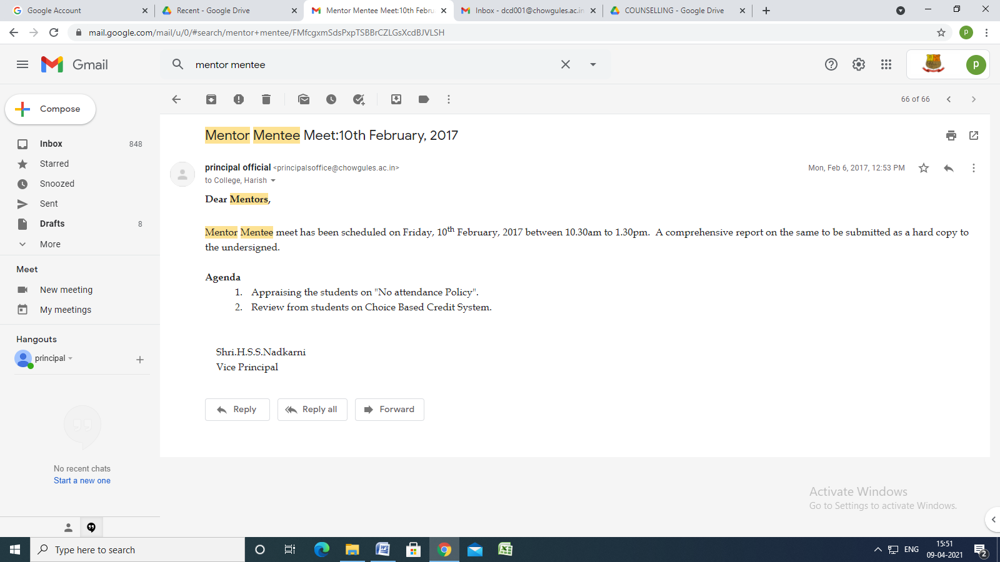 Google Account
Recent - Google Drive
Mentor Mentee Meet:10th Febru
Inbox - dcd001@chowgules.ac.in
COUNSELLING - Google Drive
mail.google.com/mail/u/0/#search/mentor+mentee/FMfcgxmSdsPxpTSBBrCZLGsXcdBJVLSH
p
Gmail
mentor mentee
p
Compose
66 of 66
Inbox 848
Starred
Snoozed
Sent
Drafts 8
More
Meet
New meeting
My meetings
Hangouts
principal
No recent chats
Start a new one
Mentor Mentee Meet:10th February, 2017
principal official <principalsoffice@chowgules.ac.in>
Mon, Feb 6, 2017, 12:53 PM
to College, Harish
Dear Mentors,
Mentor Mentee meet has been scheduled on Friday, 10th February, 2017 between 10.30am to 1.30pm. A comprehensive report on the same to be submitted as a hard copy to
the undersigned.
Agenda
1. Appraising the students on "No attendance Policy".
2. Review from students on Choice Based Credit System.
Shri.H.S.S.Nadkarni
Vice Principal
Reply
Reply all
Forward
Activate Windows
Go to Settings to activate Windows.
Type here to search
ENG
15:51
09-04-2021
2